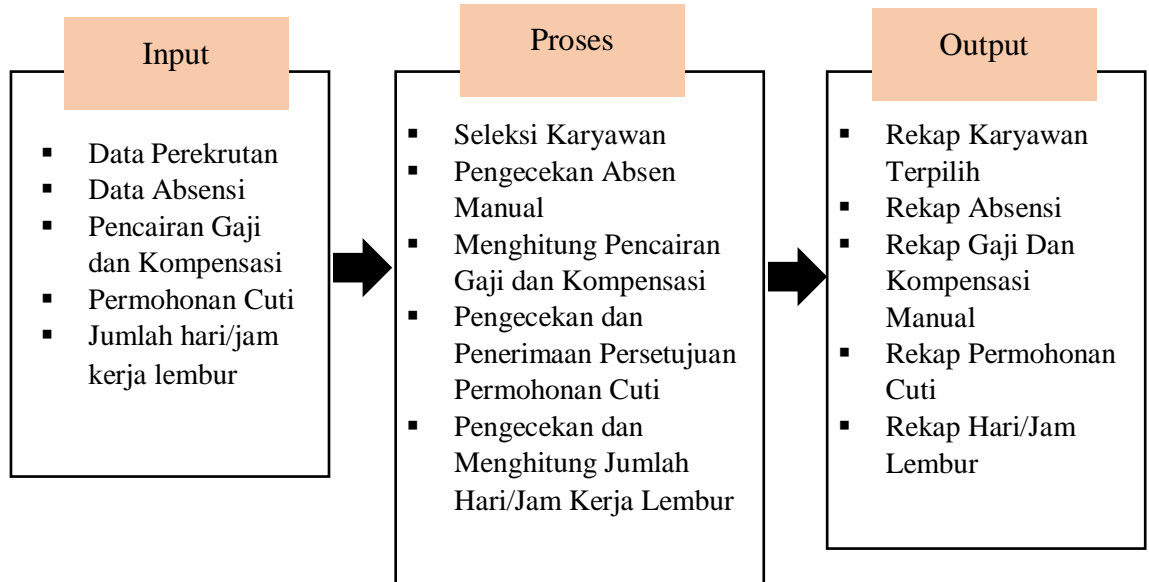 Input
▪ Data Perekrutan
▪ Data Absensi
▪ Pencairan Gaji
dan Kompensasi
▪ Permohonan Cuti
▪ Jumlah hari/jam
kerja lembur
Proses
▪ Seleksi Karyawan
▪ Pengecekan Absen
Manual
▪ Menghitung Pencairan
Gaji dan Kompensasi
▪ Pengecekan dan
Penerimaan Persetujuan
Permohonan Cuti
▪ Pengecekan dan
Menghitung Jumlah
Hari/Jam Kerja Lembur
Output
▪ Rekap Karyawan
Terpilih
▪ Rekap Absensi
▪ Rekap Gaji Dan
Kompensasi
Manual
▪ Rekap Permohonan
Cuti
▪ Rekap Hari/Jam
Lembur